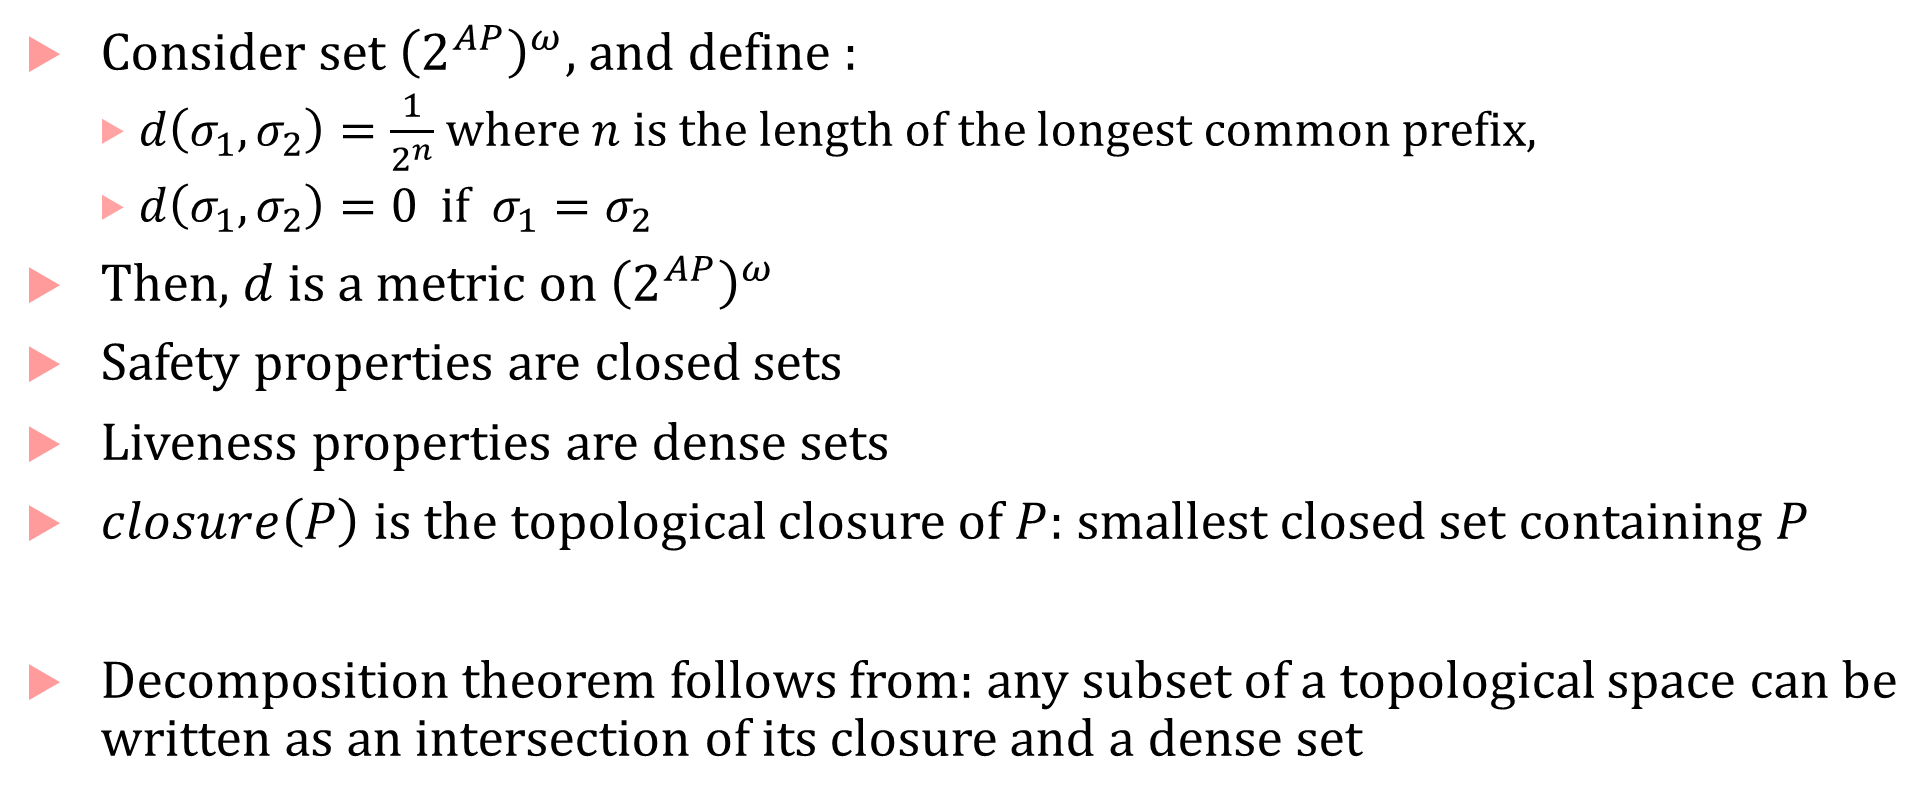 Consider set (2^{AP})^ω, and define :
d(σ₁, σ₂) = \frac{1}{2^n} where n is the length of the longest common prefix,
d(σ₁, σ₂) = 0 if σ₁ = σ₂
Then, d is a metric on (2^{AP})^ω
Safety properties are closed sets
Liveness properties are dense sets
closure(P) is the topological closure of P: smallest closed set containing P
Decomposition theorem follows from: any subset of a topological space can be
written as an intersection of its closure and a dense set